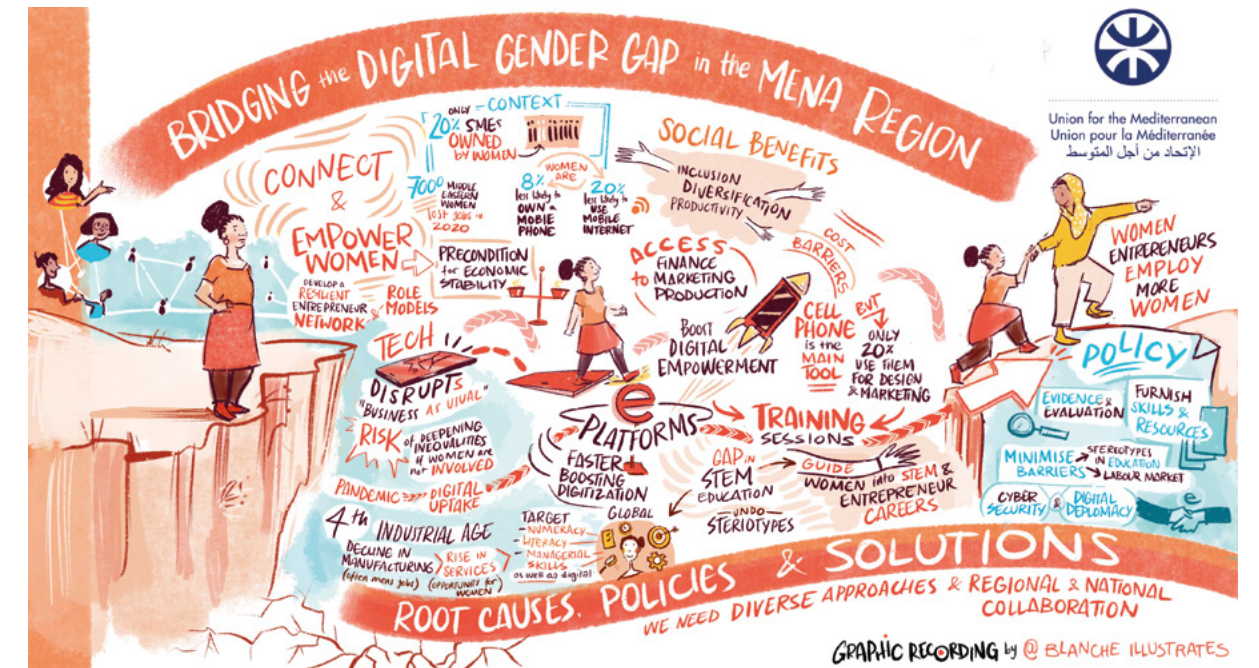 BRIDGING the DIGITAL GENDER GAP in the MENA REGION
Union for the Mediterranean
Union pour la Méditerranée
الإتحاد من أجل المتوسط
CONNECT
&
EMPOWER
WOMEN
DEVELOP A
RESILIENT
ENTREPRENEUR
NETWORK
&
ROLE
MODELS
CONTEXT
ONLY
20% SMEs
OWNED
BY WOMEN
7000 MIDDLE
EASTERN
WOMEN
lost jobs in
2020
WOMEN
ARE
8%
less likely to
OWN a
MOBILE
PHONE
20%
less likely to
USE
MOBILE
INTERNET
PRECONDITION
for ECONOMIC
STABILITY
SOCIAL BENEFITS
INCLUSION
DIVERSIFICATION
PRODUCTIVITY
ACCESS
to FINANCE
MARKETING
PRODUCTION
COST
BARRIERS
BOOST
DIGITAL
EMPOWERMENT
CELL
PHONE
is the
MAIN
TOOL
BUT
ONLY
20%
USE THEM
FOR DESIGN
& MARKETING
WOMEN
ENTREPRENEURS
EMPLOY
MORE
WOMEN
TECH
DISRUPTS
"BUSINESS AS UIVAL"
RISK
of DEEPENING
INEQUALITIES
if WOMEN are
not INVOLVED
PANDEMIC
DIGITAL
UPTAKE
e
PLATFORMS
FASTER
BOOSTING
DIGITIZATION
TRAINING
SESSIONS
GAP in
STEM
EDUCATION
UNDO
STERIOTYPES
GUIDE
WOMEN into STEM &
ENTREPRENEUR
CAREERS
POLICY
EVIDENCE &
EVALUATION
FURNISH
SKILLS &
RESOURCES
MINIMISE
BARRIERS
STEREOTYPES
IN EDUCATION
LABOUR MARKET
CYBER
SECURITY
&
DIGITAL
DEPLOMACY
e
4th INDUSTRIAL AGE
DECLINE IN
MANUFACTURING
(often mens jobs)
RISE IN
SERVICES
(OPPORTUNITY for
WOMEN)
TARGET
NUMERACY
LITERACY
MANAGERIAL
SKILLS
as well as digital
GLOBAL
ROOT CAUSES, POLICIES & SOLUTIONS
WE NEED DIVERSE APPROACHES & REGIONAL & NATIONAL
COLLABORATION
GRAPHIC RECORDING by @ BLANCHE ILLUSTRATES